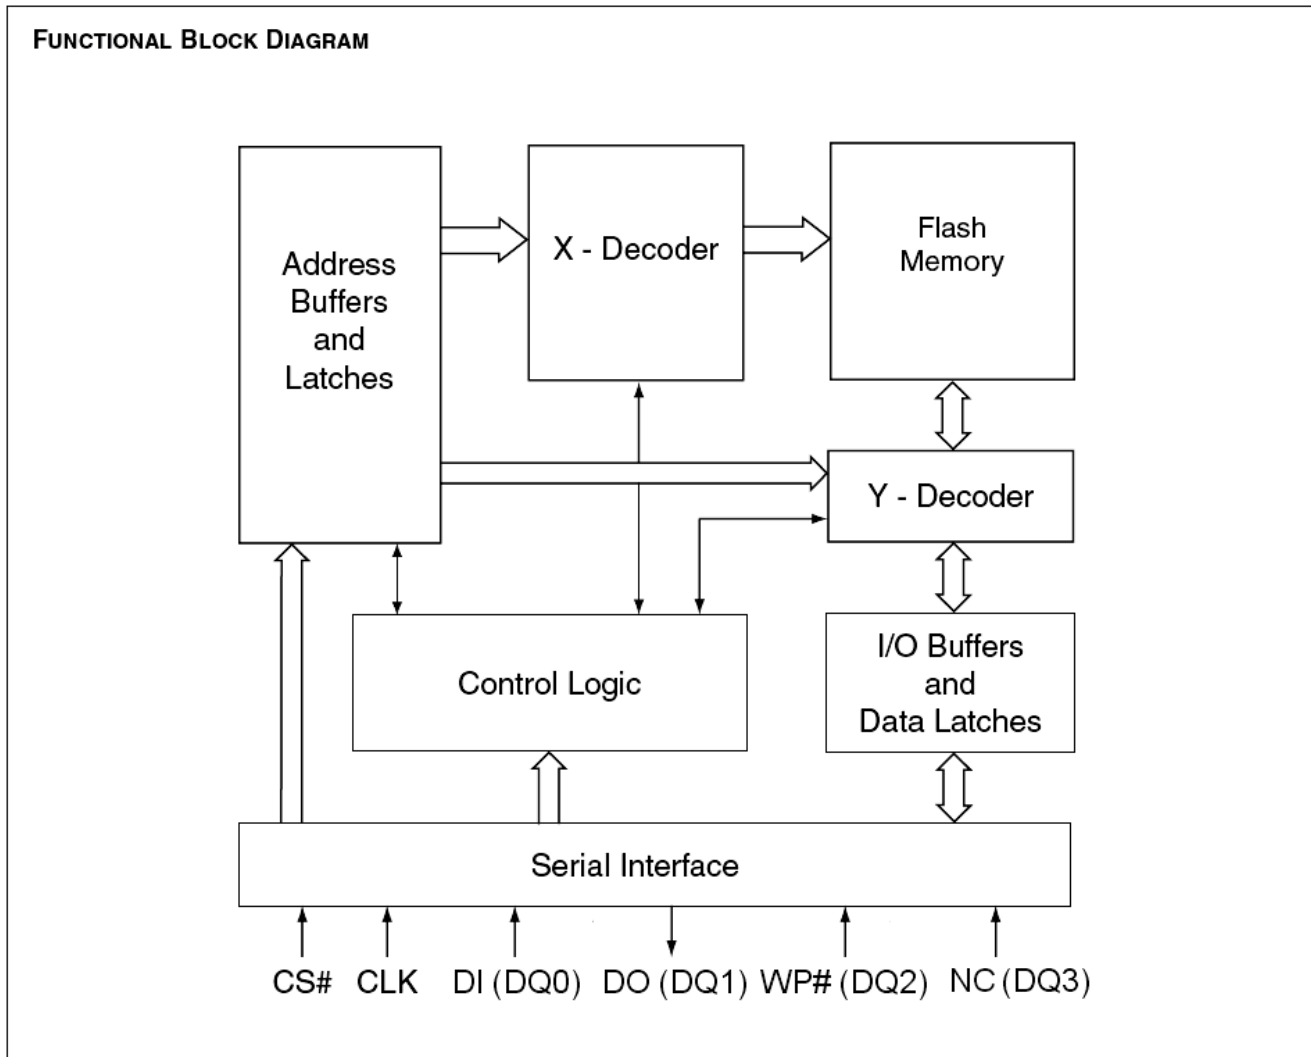 FUNCTIONAL BLOCK DIAGRAM
Address
Buffers
and
Latches
X - Decoder
Flash
Memory
Y - Decoder
Control Logic
I/O Buffers
and
Data Latches
Serial Interface
CS# CLK DI (DQ0) DO (DQ1) WP# (DQ2) NC (DQ3)